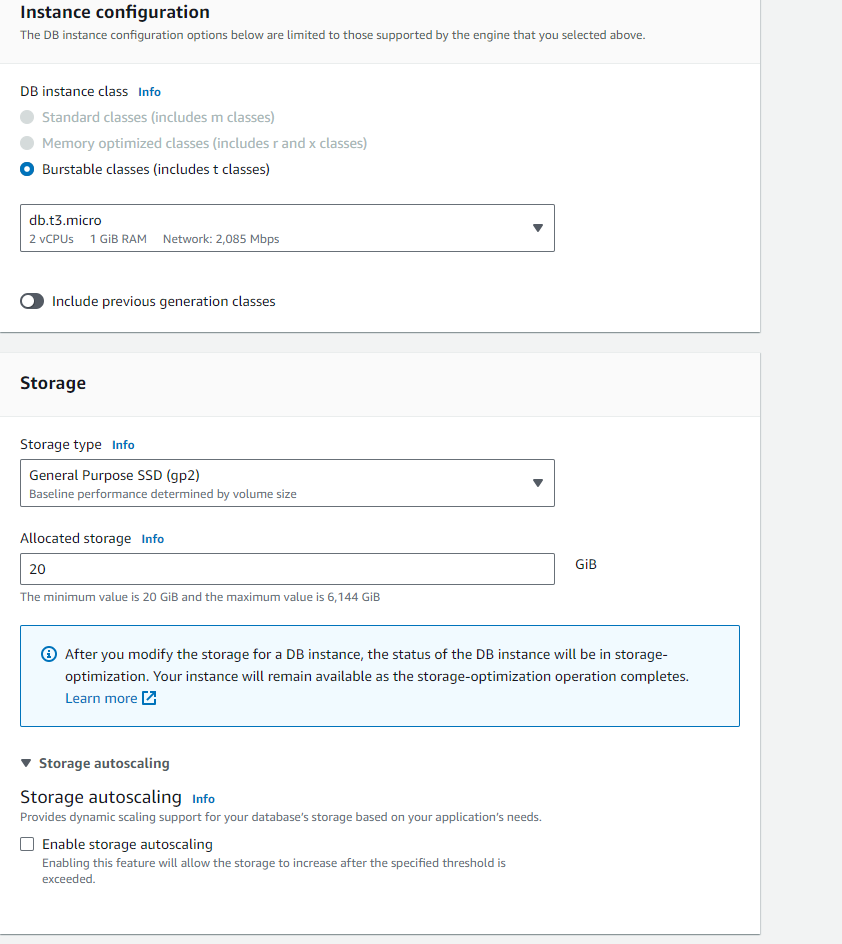 Instance configuration
The DB instance configuration options below are limited to those supported by the engine that you selected above.
DB instance class Info
Standard classes (includes m classes)
Memory optimized classes (includes r and x classes)
Burstable classes (includes t classes)
db.t3.micro
2 vCPUs 1 GiB RAM Network: 2,085 Mbps
Include previous generation classes
Storage
Storage type Info
General Purpose SSD (gp2)
Baseline performance determined by volume size
Allocated storage Info
20
GiB
The minimum value is 20 GiB and the maximum value is 6,144 GiB
After you modify the storage for a DB instance, the status of the DB instance will be in storage-
optimization. Your instance will remain available as the storage-optimization operation completes.
Learn more
Storage autoscaling
Storage autoscaling Info
Provides dynamic scaling support for your database's storage based on your application's needs.
Enable storage autoscaling
Enabling this feature will allow the storage to increase after the specified threshold is
exceeded.